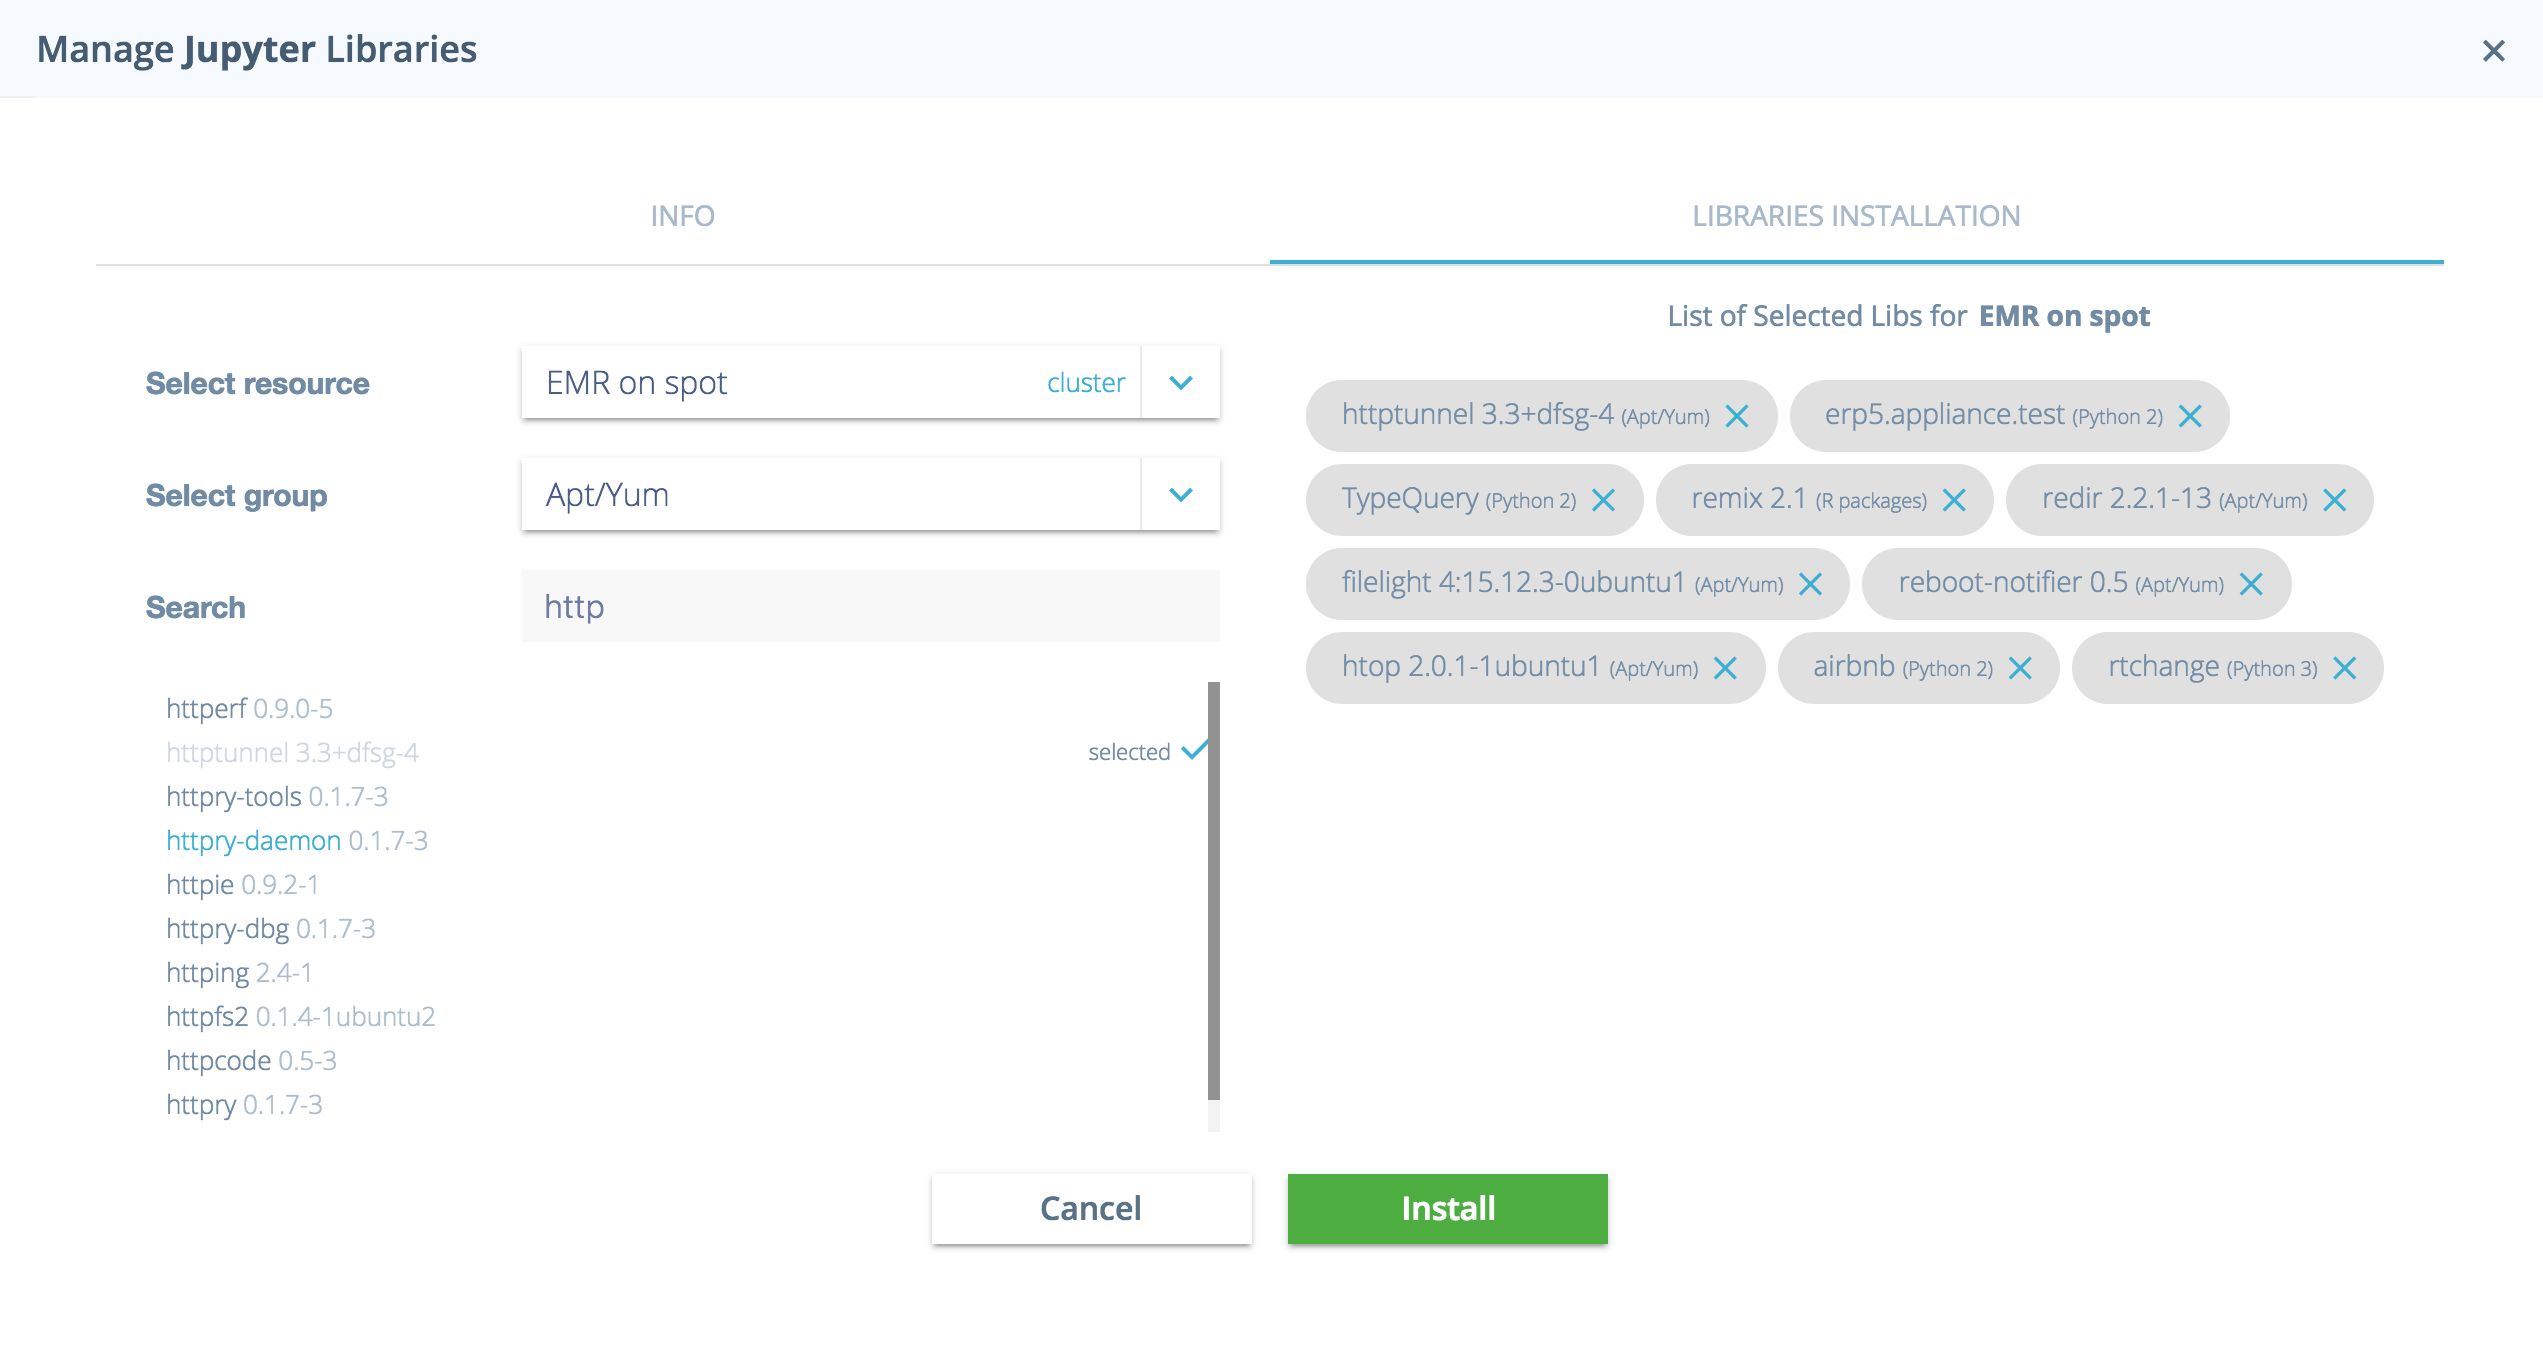 Manage Jupyter Libraries
INFO
LIBRARIES INSTALLATION
Select resource
EMR on spot
cluster
Select group
Apt/Yum
Search
http
httperf 0.9.0-5
httptunnel 3.3+dfsg-4
selected
httpry-tools 0.1.7-3
httpry-daemon 0.1.7-3
httpie 0.9.2-1
httpry-dbg 0.1.7-3
httping 2.4-1
httpfs2 0.1.4-1ubuntu2
httpcode 0.5-3
httpry 0.1.7-3
List of Selected Libs for EMR on spot
httptunnel 3.3+dfsg-4 (Apt/Yum)
erp5.appliance.test (Python 2)
TypeQuery (Python 2)
remix 2.1 (R packages)
redir 2.2.1-13 (Apt/Yum)
filelight 4:15.12.3-0ubuntu1 (Apt/Yum)
reboot-notifier 0.5 (Apt/Yum)
htop 2.0.1-1ubuntu1 (Apt/Yum)
airbnb (Python 2)
rtchange (Python 3)
Cancel
Install